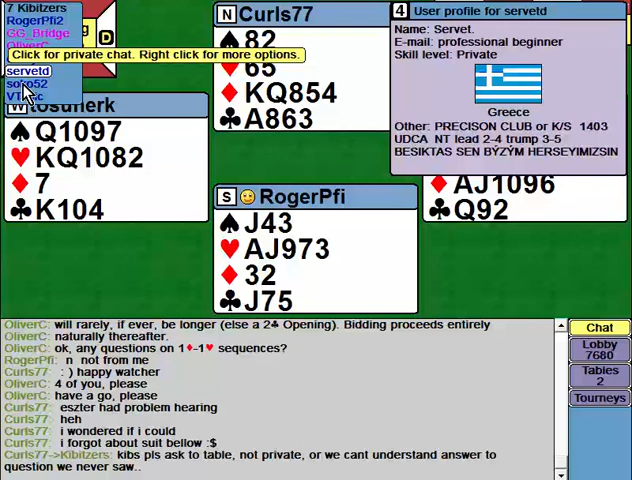 7 Kibitzers
RogerPfi2
GG_Bridge
OliverC
Click for private chat. Right click for more options.
servetd
soko52
D
N Curls77
♠ 82
♥ 65
♦ KQ854
♣ A863
4 User profile for servetd
Name: Servet.
E-mail: professional beginner
Skill level: Private
Greece
Other: PRECISON CLUB or K/S 1403
UDCA NT lead 2-4 trump 3-5
BESIKTAS SEN BÝZÝM HERSEYIMIZSIN
♠ Q1097
♥ KQ1082
♦ 7
♣ K104
♦ AJ1096
♣ Q92
S RogerPfi
♠ J43
♥ AJ973
♦ 32
♣ J75
OliverC: will rarely, if ever, be longer (else a 2♣ Opening). Bidding proceeds entirely
OliverC: naturally thereafter.
OliverC: ok, any questions on 1♦-1♥ sequences?
RogerPfi: n not from me
Curls77: : ) happy watcher
OliverC: 4 of you, please
OliverC: have a go, please
Curls77: eszter had problem hearing
Curls77: heh
Curls77: i wondered if i could
Curls77: i forgot about suit bellow :$
Curls77->Kibitzers: kibs pls ask to table, not private, or we cant understand answer to
question we never saw..
Chat
Lobby
7680
Tables
2
Tourneys